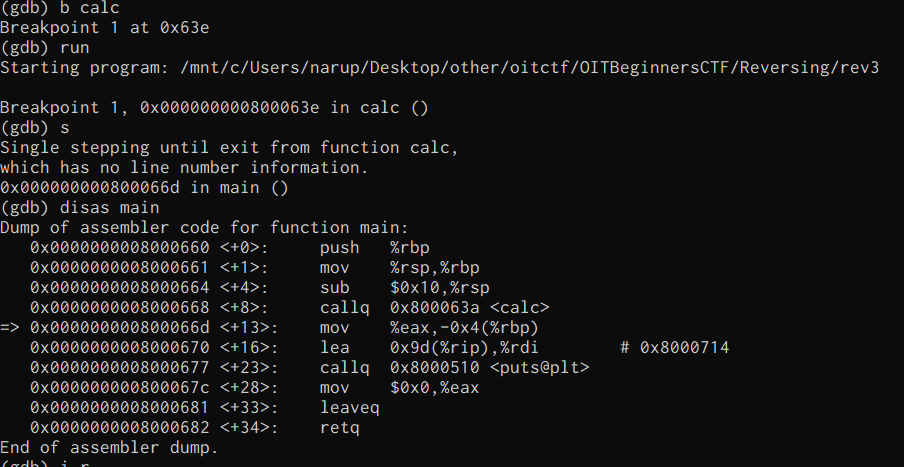 (gdb) b calc
Breakpoint 1 at 0x63e
(gdb) run
Starting program: /mnt/c/Users/narup/Desktop/other/oitctf/OITBeginnersCTF/Reversing/rev3

Breakpoint 1, 0x000000000800063e in calc ()
(gdb) s
Single stepping until exit from function calc,
which has no line number information.
0x000000000800066d in main ()
(gdb) disas main
Dump of assembler code for function main:
   0x0000000008000660 <+0>:     push   %rbp
   0x0000000008000661 <+1>:     mov    %rsp,%rbp
   0x0000000008000664 <+4>:     sub    $0x10,%rsp
   0x0000000008000668 <+8>:     callq  0x800063a <calc>
=> 0x000000000800066d <+13>:    mov    %eax,-0x4(%rbp)
   0x0000000008000670 <+16>:    lea    0x9d(%rip),%rdi        # 0x8000714
   0x0000000008000677 <+23>:    callq  0x8000510 <puts@plt>
   0x000000000800067c <+28>:    mov    $0x0,%eax
   0x0000000008000681 <+33>:    leaveq
   0x0000000008000682 <+34>:    retq
End of assembler dump.
(gdb) i r